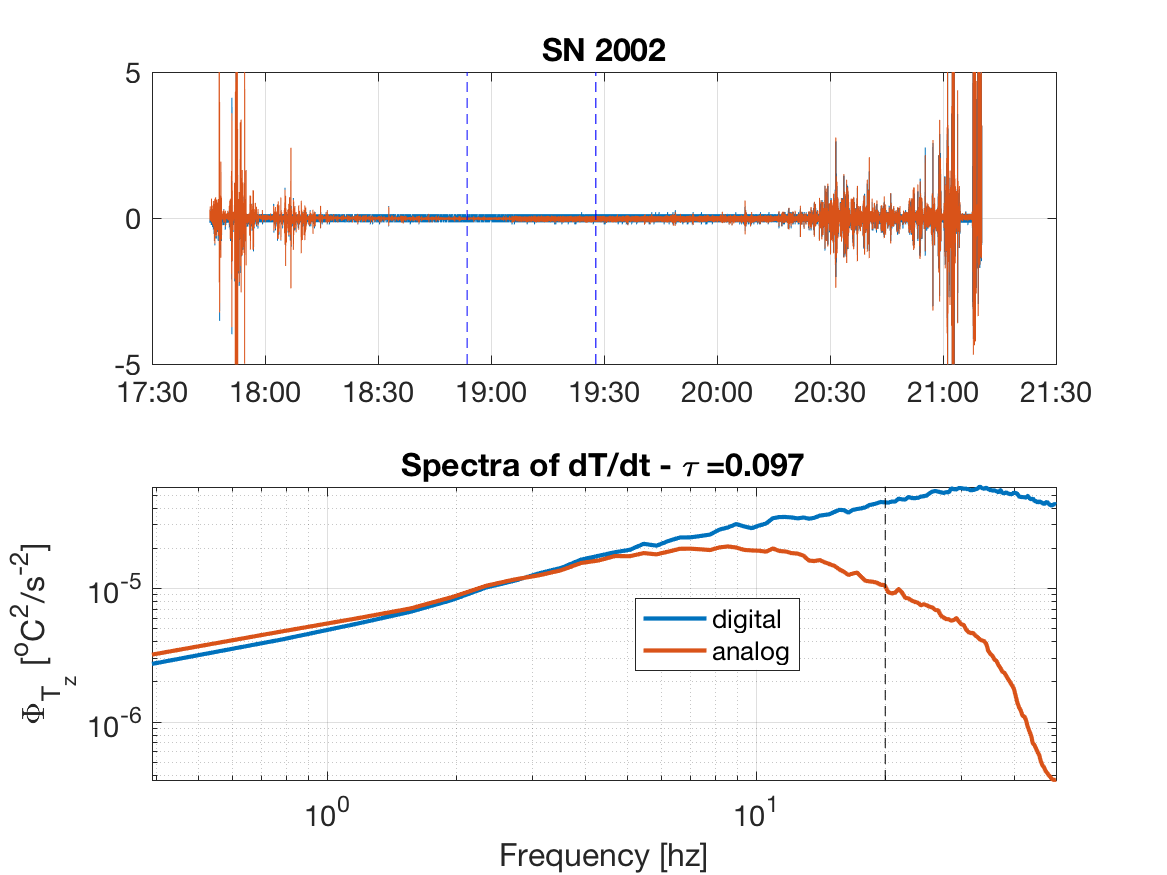 SN 2002
5
0
-5
17:30 18:00 18:30 19:00 19:30 20:00 20:30 21:00 21:30
Spectra of dT/dt - τ =0.097
Φ_{T_z} [°C²/s⁻²]
10⁻⁵
10⁻⁶
digital
analog
10⁰ 10¹
Frequency [hz]